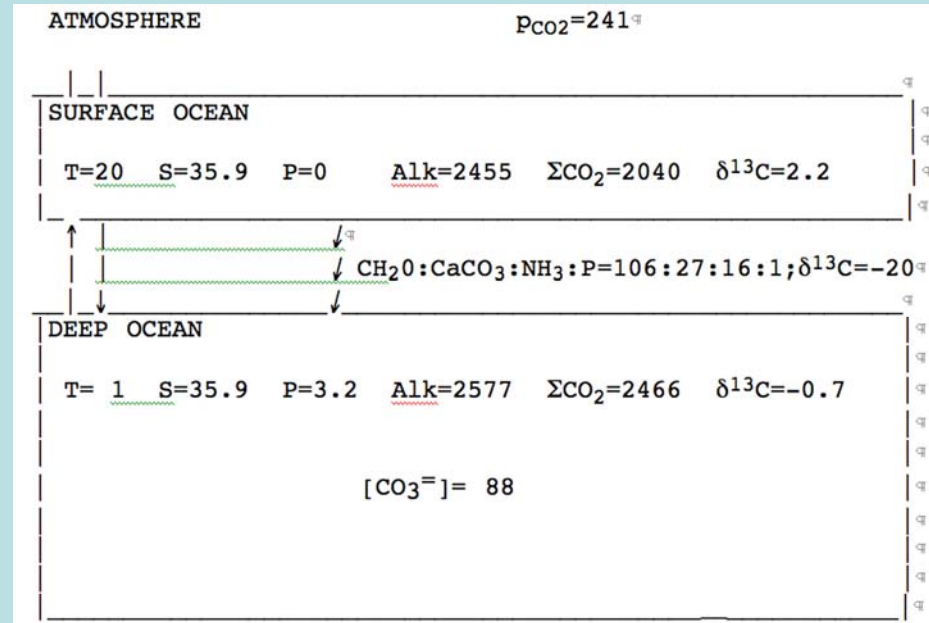 ATMOSPHERE pCO2=241
SURFACE OCEAN
T=20 S=35.9 P=0 Alk=2455 ΣCO₂=2040 δ¹³C=2.2
CH₂0:CaCO₃:NH₃:P=106:27:16:1;δ¹³C=-20
DEEP OCEAN
T= 1 S=35.9 P=3.2 Alk=2577 ΣCO₂=2466 δ¹³C=-0.7
[CO₃⁼]= 88